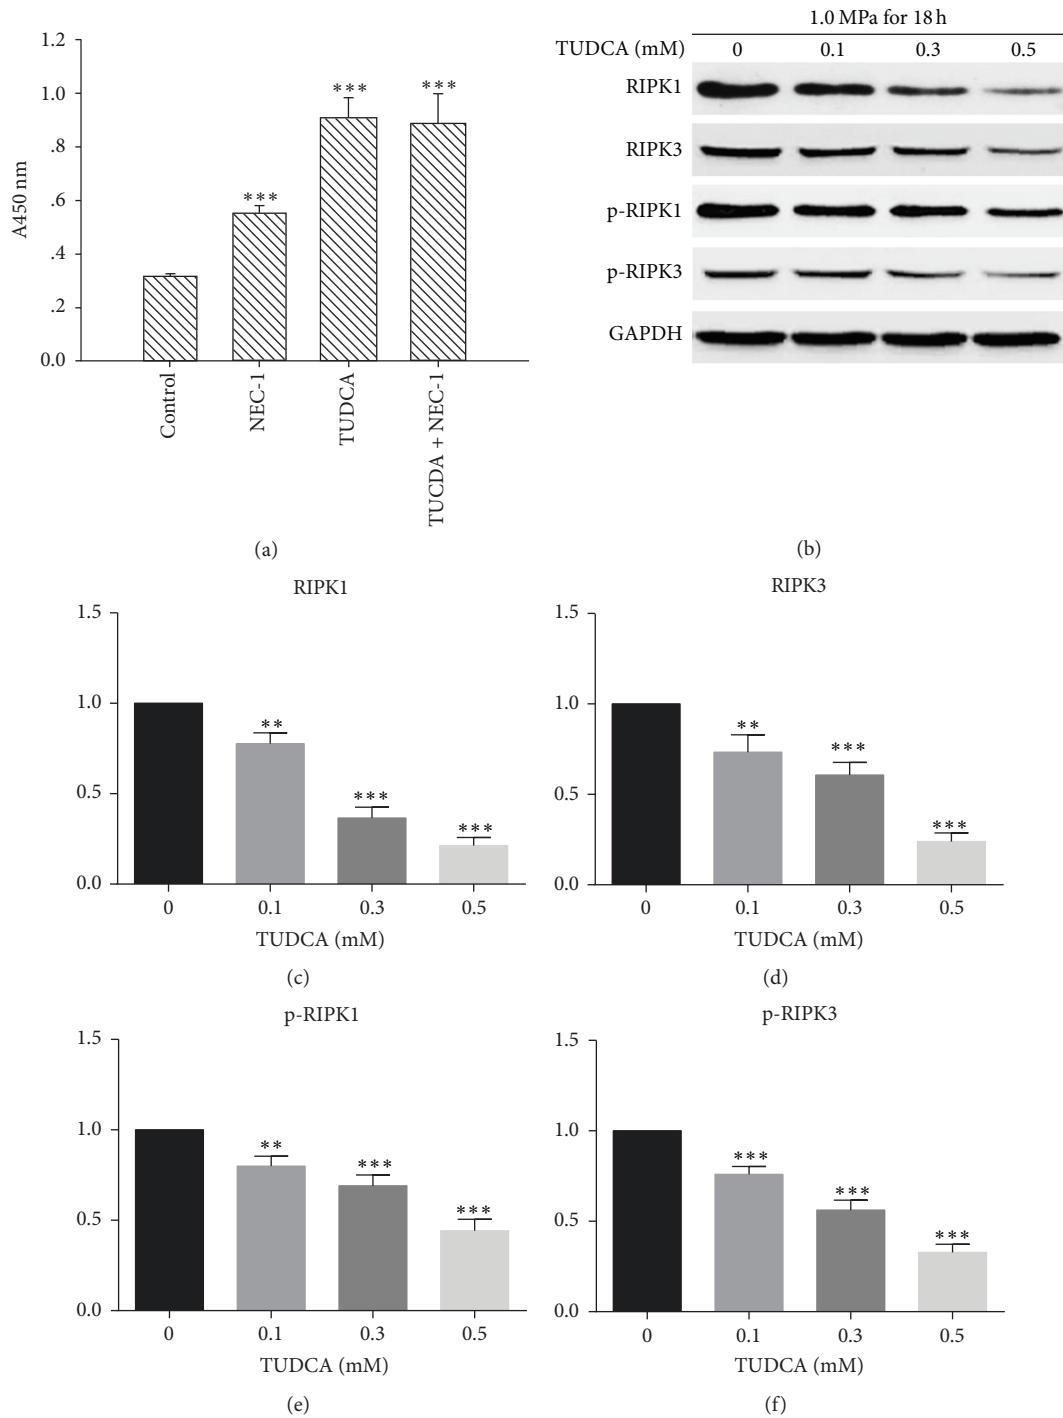 1.2
1.0
.8
.6
.4
.2
0.0
A450 nm
***
***
***
Control
NEC-1
TUDCA
TUCDA + NEC-1
(a)
1.0 MPa for 18 h
TUDCA (mM) 0 0.1 0.3 0.5
RIPK1
RIPK3
p-RIPK1
p-RIPK3
GAPDH
(b)
RIPK1
1.5
1.0
0.5
0.0
**
***
***
0 0.1 0.3 0.5
TUDCA (mM)
(c)
RIPK3
1.5
1.0
0.5
0.0
**
***
***
0 0.1 0.3 0.5
TUDCA (mM)
(d)
p-RIPK1
1.5
1.0
0.5
0.0
**
***
***
0 0.1 0.3 0.5
TUDCA (mM)
(e)
p-RIPK3
1.5
1.0
0.5
0.0
***
***
***
0 0.1 0.3 0.5
TUDCA (mM)
(f)